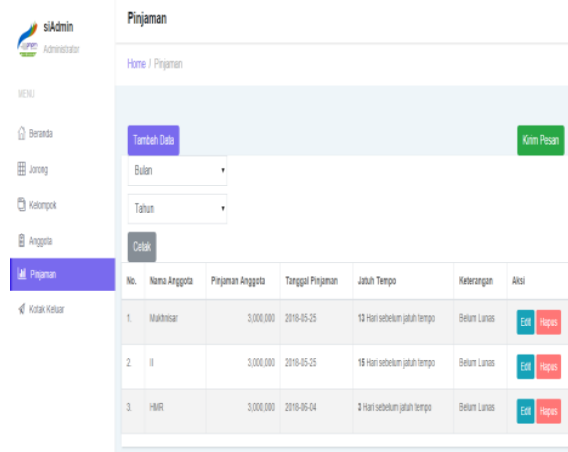 siAdmin
Administrator
MENU
Beranda
Jorong
Kelompok
Anggota
Pinjaman
Kotak Keluar
Pinjaman
Home / Pinjaman
Tambah Data
Kirim Pesan
Bulan
Tahun
Cetak
No. Nama Anggota Pinjaman Anggota Tanggal Pinjaman Jatuh Tempo Keterangan Aksi
1. Mukhnisar 3,000,000 2018-05-25 13 Hari sebelum jatuh tempo Belum Lunas Edit Hapus
2. II 3,000,000 2018-05-25 15 Hari sebelum jatuh tempo Belum Lunas Edit Hapus
3. HMR 3,000,000 2018-06-04 3 Hari sebelum jatuh tempo Belum Lunas Edit Hapus